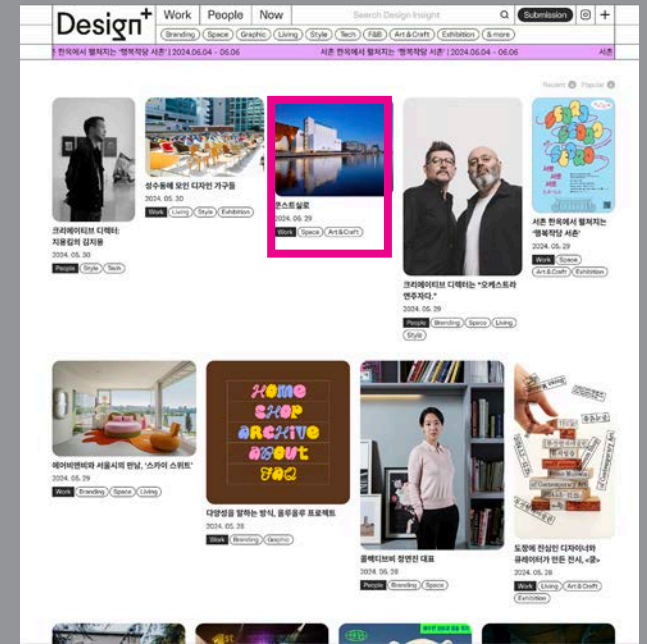 Design+
Work People Now
Search Design Insight
Submission
Branding Space Graphic Living Style Tech F&B Art&Craft Exhibition & more
한옥에서 펼쳐지는 '행복작당 서촌' | 2024.06.04 - 06.06
서촌 한옥에서 펼쳐지는 '행복작당 서촌' | 2024.06.04 - 06.06
서촌
Recent Popular
크리에이티브 디렉터:
지용킴의 김지용
2024. 05. 30
People Style Tech
성수동에 모인 디자인 가구들
2024. 05. 30
Work Living Style Exhibition
쿤스트실로
2024. 05. 29
Work Space Art&Craft
크리에이티브 디렉터는 "오케스트라
연주자다."
2024. 05. 29
People Branding Space Living
Style
서촌 한옥에서 펼쳐지는
'행복작당 서촌'
2024. 05. 29
Work Space
Art&Craft Exhibition
에어비앤비와 서울시의 만남, '스카이 스위트'
2024. 05. 29
Work Branding Space Living
HOME
SHOP
ARCHIVE
ABOUT
FAQ
다양성을 말하는 방식, 울루울루 프로젝트
2024. 05. 28
Work Branding Graphic
콜렉티브비 정연진 대표
2024. 05. 28
People Branding Space
of Contemporary Art
도장에 진심인 디자이너와
큐레이터가 만든 전시, <쿵>
2024. 05. 28
Work Living Art&Craft
Exhibition